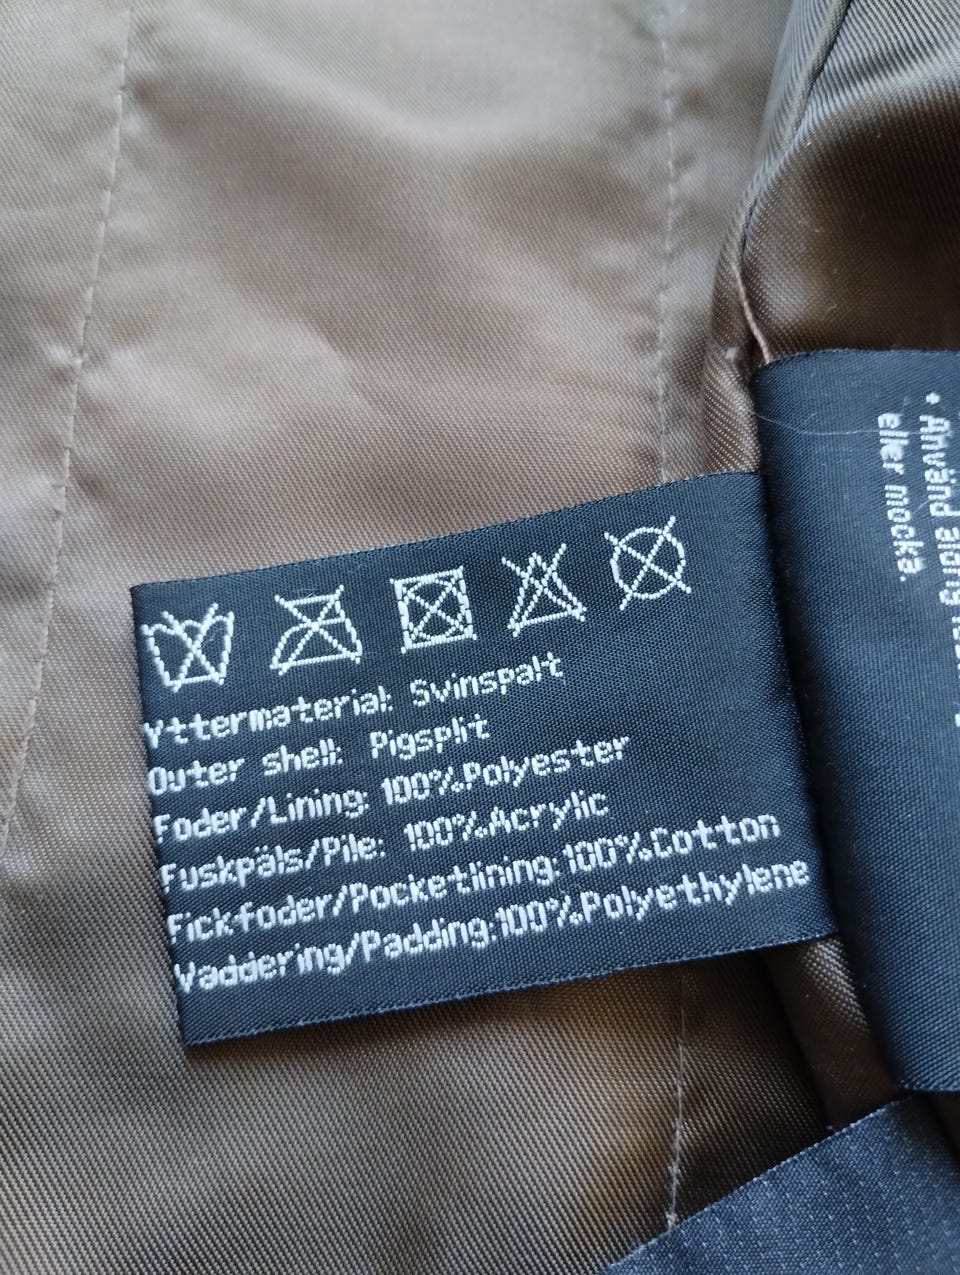 Yttermaterial: Svinspalt
Outer shell: Pigsplit
Foder/Lining: 100%Polyester
Fuskpäls/Pile: 100%Acrylic
Fickfoder/Pocketlining:100%Cotton
Vaddering/Padding:100%Polyethylene
• Använd aldrig
eller mocka.